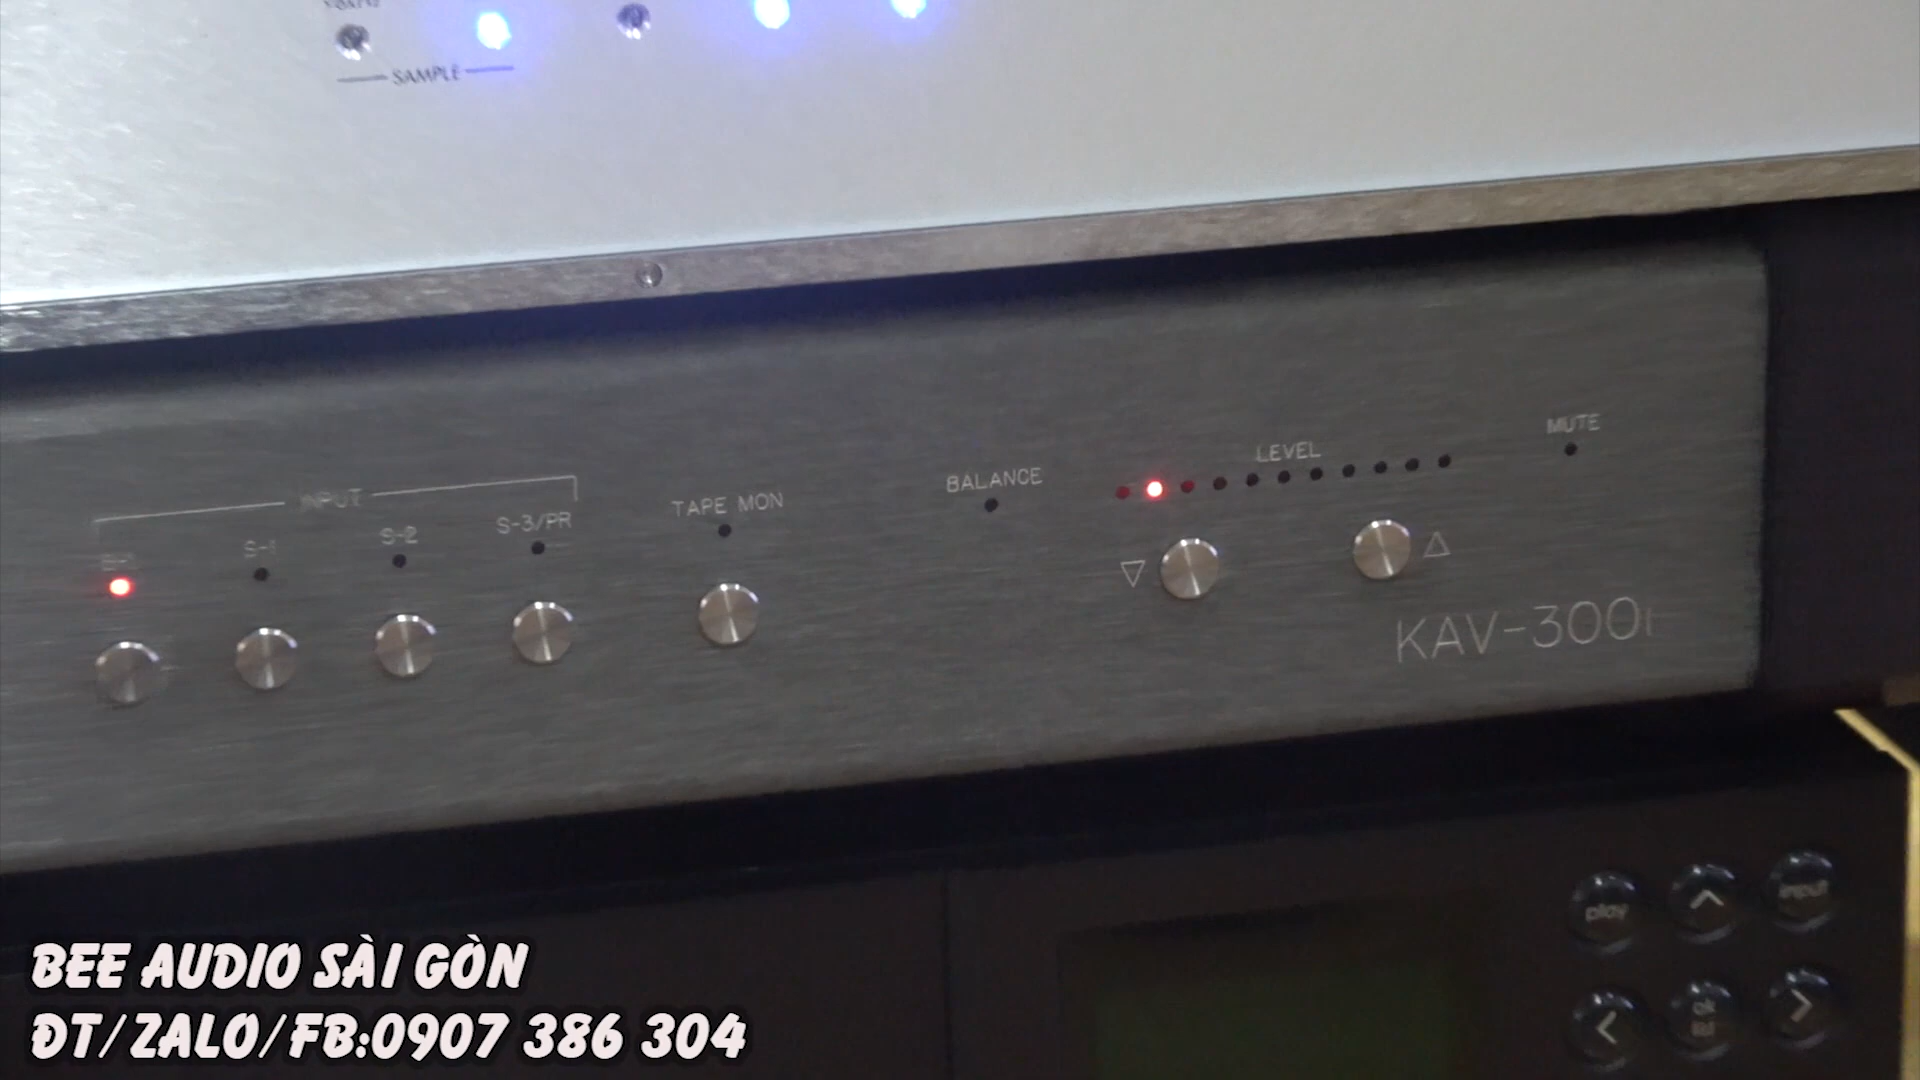 SAMPLE
INPUT
S-1
S-2
S-3/PR
TAPE MON
BALANCE
LEVEL
MUTE
KAV-300i
play
input
ok
BEE AUDIO SÀI GÒN
ĐT/ZALO/FB:0907 386 304